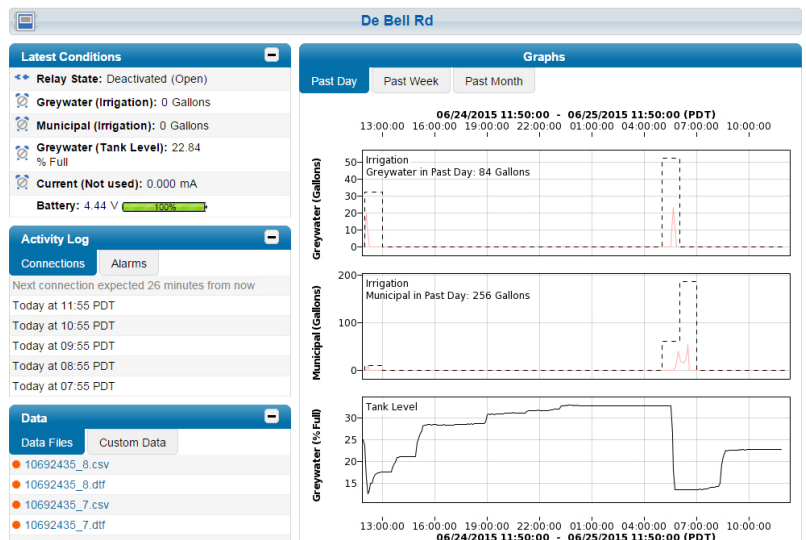 De Bell Rd
Latest Conditions
Relay State: Deactivated (Open)
Greywater (Irrigation): 0 Gallons
Municipal (Irrigation): 0 Gallons
Greywater (Tank Level): 22.84
% Full
Current (Not used): 0.000 mA
Battery: 4.44 V 100%
Activity Log
Connections Alarms
Next connection expected 26 minutes from now
Today at 11:55 PDT
Today at 10:55 PDT
Today at 09:55 PDT
Today at 08:55 PDT
Today at 07:55 PDT
Data
Data Files Custom Data
10692435_8.csv
10692435_8.dtf
10692435_7.csv
10692435_7.dtf
Graphs
Past Day Past Week Past Month
06/24/2015 11:50:00 - 06/25/2015 11:50:00 (PDT)
13:00:00 16:00:00 19:00:00 22:00:00 01:00:00 04:00:00 07:00:00 10:00:00
Greywater (Gallons)
50
40
30
20
10
0
Irrigation
Greywater in Past Day: 84 Gallons
Municipal (Gallons)
200
100
0
Irrigation
Municipal in Past Day: 256 Gallons
Greywater (% Full)
30
25
20
15
Tank Level
13:00:00 16:00:00 19:00:00 22:00:00 01:00:00 04:00:00 07:00:00 10:00:00
06/24/2015 11:50:00 - 06/25/2015 11:50:00 (PDT)